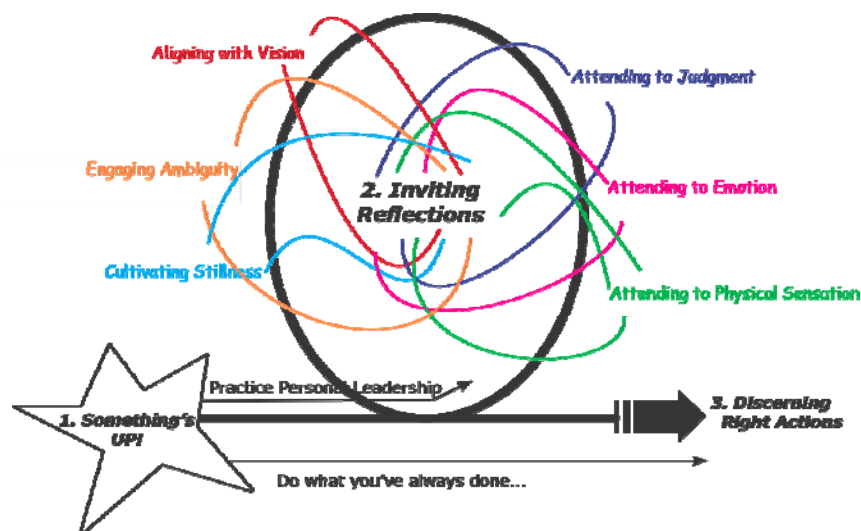 Aligning with Vision
Attending to Judgment
Engaging Ambiguity
2. Inviting
Reflections
Attending to Emotion
Cultivating Stillness
Attending to Physical Sensation
Practice Personal Leadership
1. Something's
UP!
3. Discerning
Right Actions
Do what you've always done...